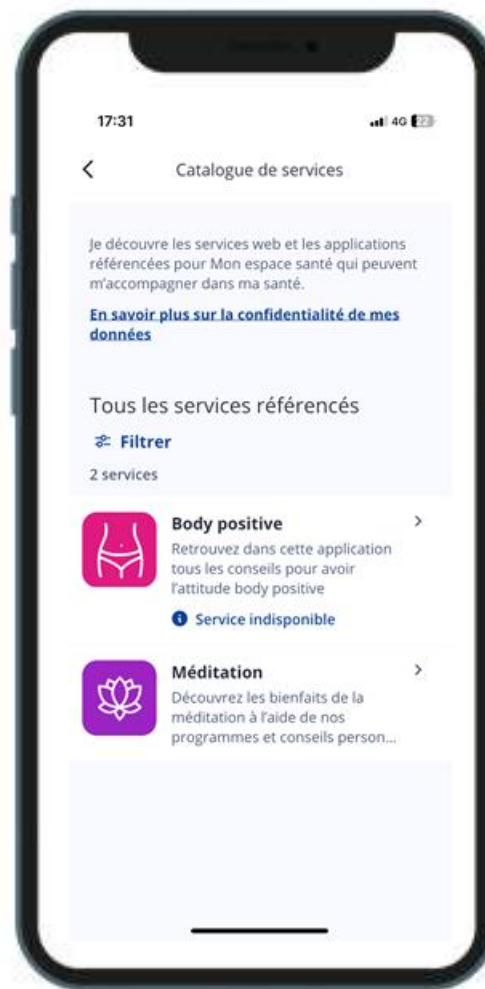 17:31
4G 22
Catalogue de services
Je découvre les services web et les applications
référencées pour Mon espace santé qui peuvent
m'accompagner dans ma santé.
En savoir plus sur la confidentialité de mes
données
Tous les services référencés
Filtrer
2 services
Body positive
Retrouvez dans cette application
tous les conseils pour avoir
l'attitude body positive
Service indisponible
Méditation
Découvrez les bienfaits de la
méditation à l'aide de nos
programmes et conseils person...